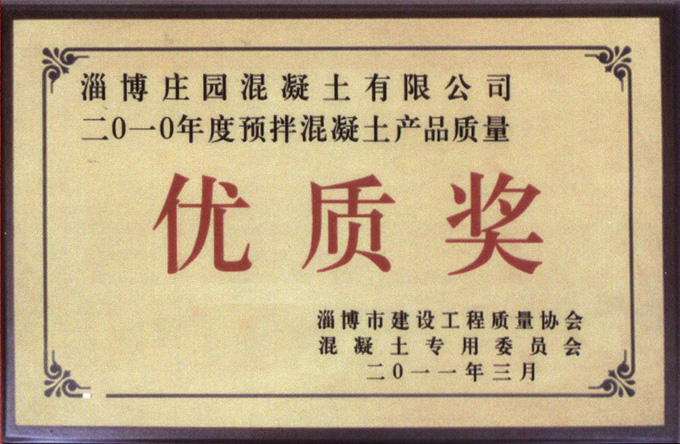 淄博庄园混凝土有限公司
二0一0年度预拌混凝土产品质量
优质奖
淄博市建设工程质量协会
混凝土专用委员会
二0一一年三月